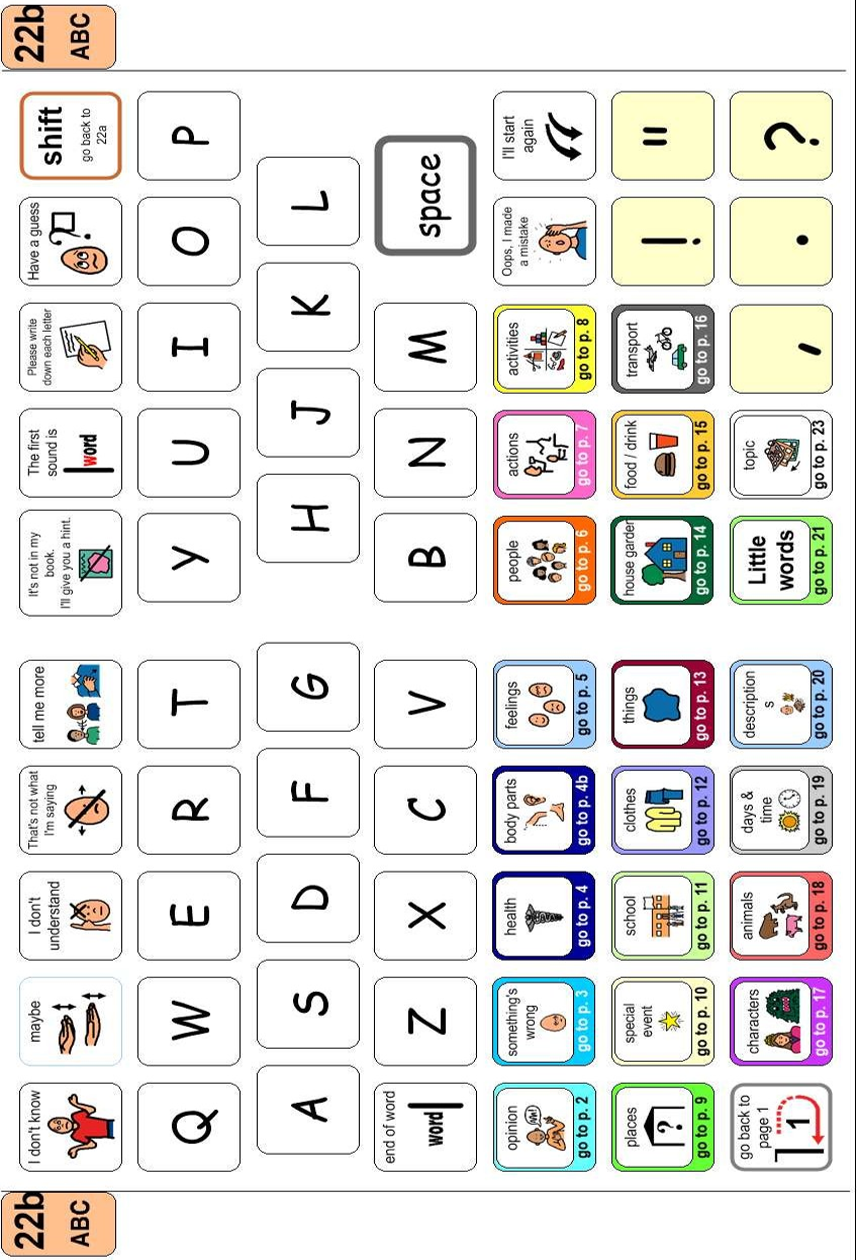 22b
ABC
22b
ABC
I don't know
maybe
I don't
understand
That's not what
I'm saying
tell me more
It's not in my
book.
I'll give you a hint.
The first
sound is
word
Please write
down each letter
Have a guess
?
shift
go back to
22a
Q
W
E
R
T
Y
U
I
O
P
A
S
D
F
G
H
J
K
L
end of word
word
Z
X
C
V
B
N
M
space
opinion
go to p. 2
something's
wrong
go to p. 3
health
go to p. 4
body parts
go to p. 4b
feelings
go to p. 5
people
go to p. 6
actions
go to p. 7
activities
go to p. 8
Oops, I made
a mistake
I'll start
again
places
?
go to p. 9
special
event
go to p. 10
school
go to p. 11
clothes
go to p. 12
things
go to p. 13
house garden
go to p. 14
food / drink
go to p. 15
transport
go to p. 16
!
"
go back to
page 1
1
characters
go to p. 17
animals
go to p. 18
days &
time
go to p. 19
description
s
go to p. 20
Little
words
go to p. 21
topic
go to p. 23
,
.
?